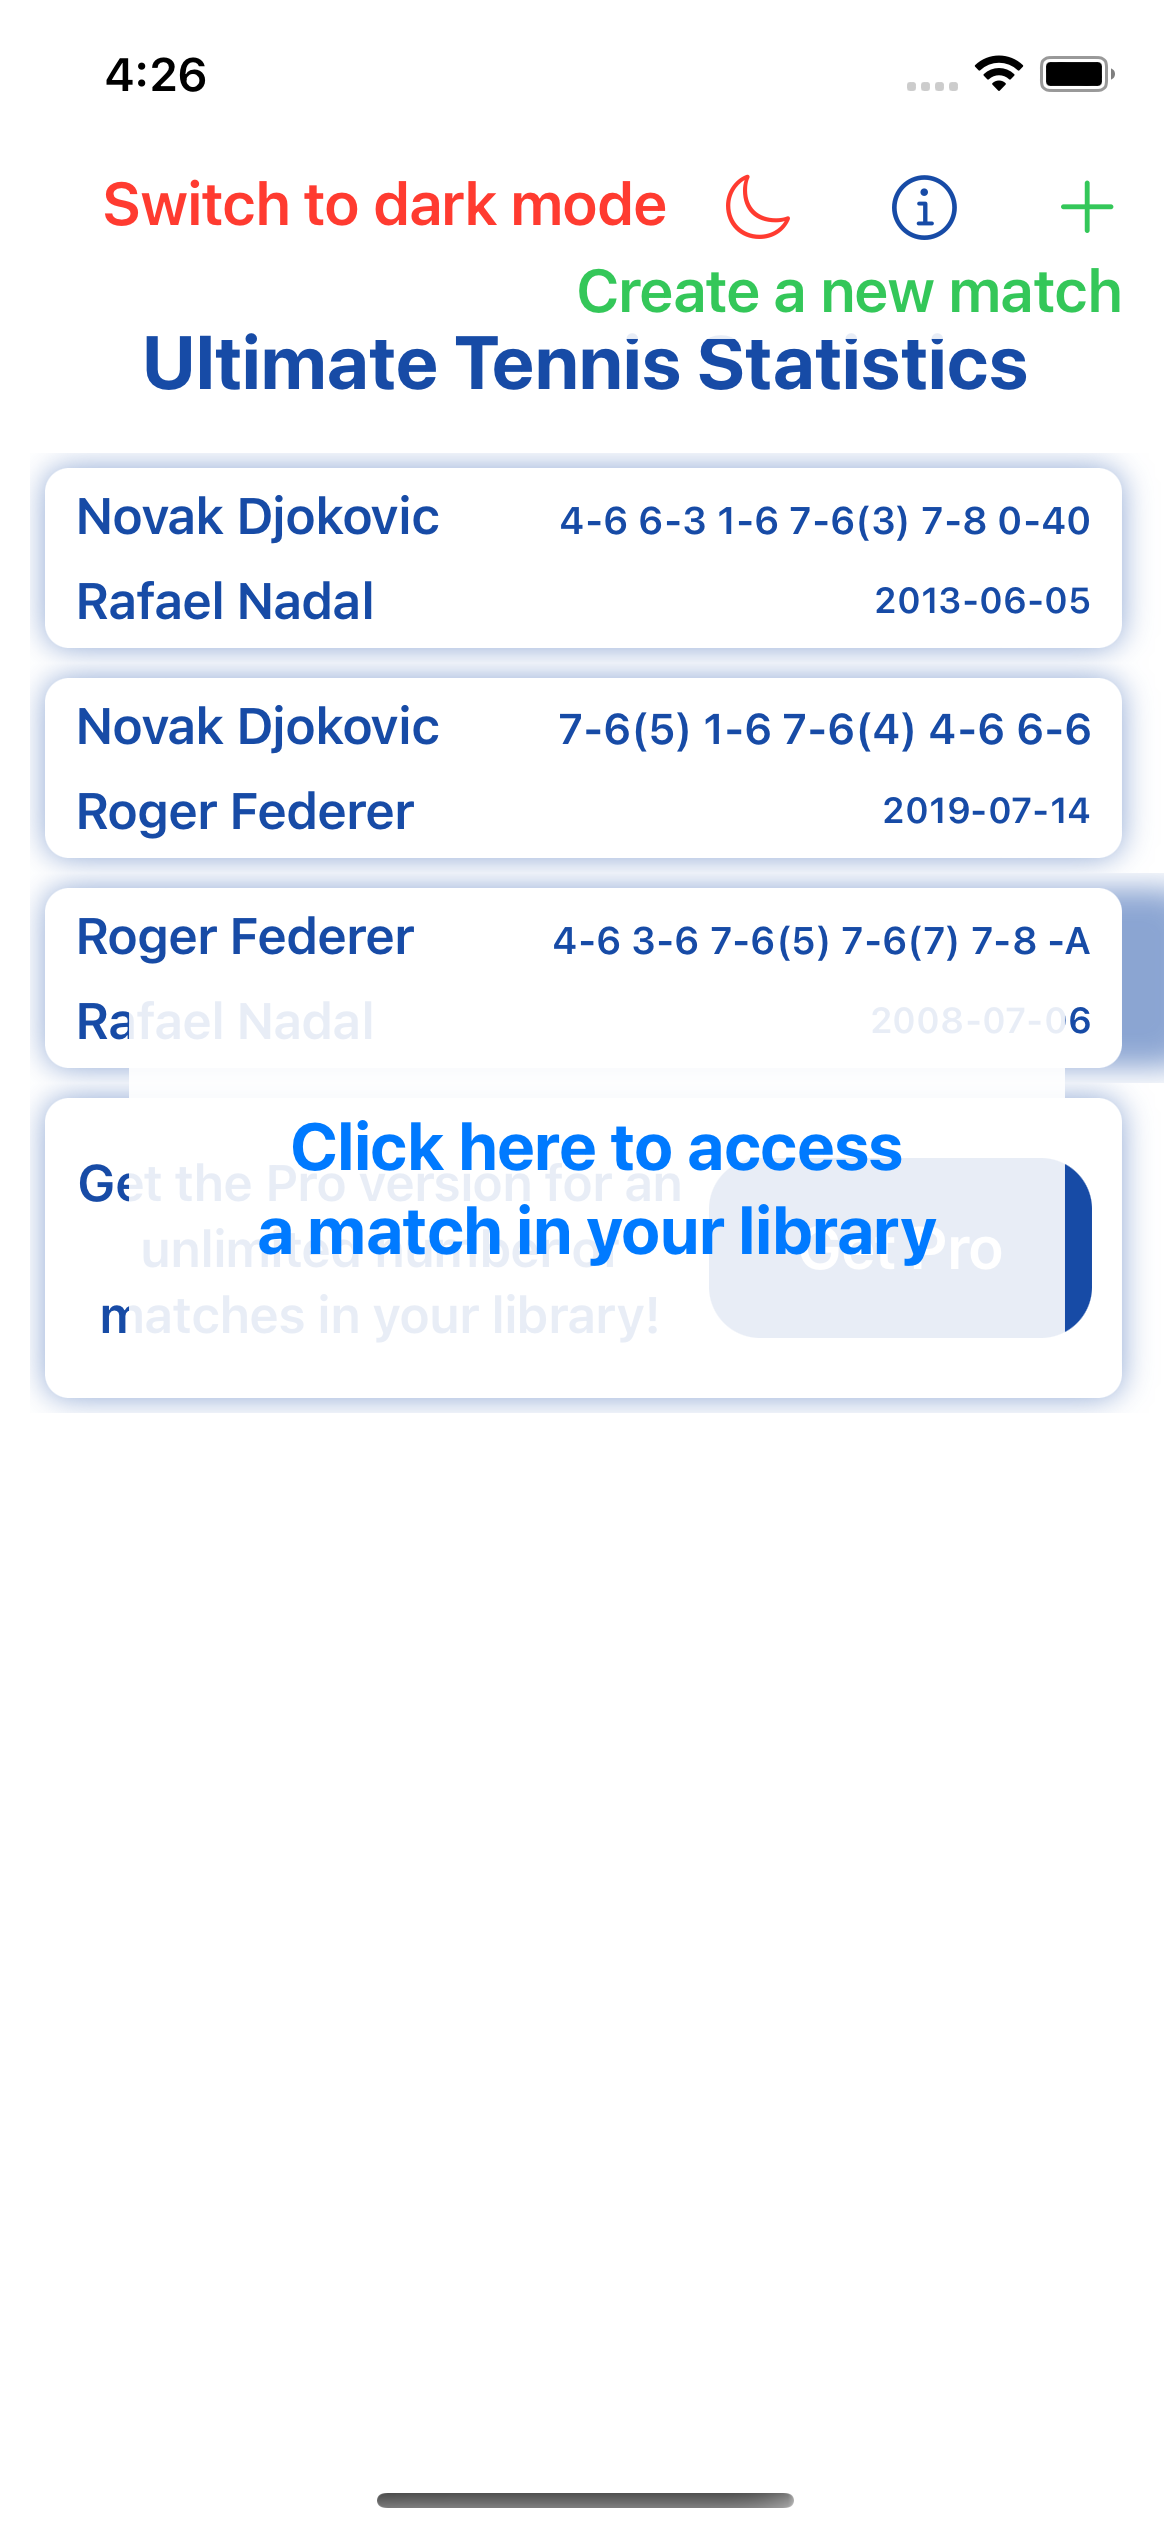 4:26
Switch to dark mode
Create a new match
Ultimate Tennis Statistics
Novak Djokovic
4-6 6-3 1-6 7-6(3) 7-8 0-40
Rafael Nadal
2013-06-05
Novak Djokovic
7-6(5) 1-6 7-6(4) 4-6 6-6
Roger Federer
2019-07-14
Roger Federer
4-6 3-6 7-6(5) 7-6(7) 7-8 -A
Rafael Nadal
2008-07-06
Click here to access
a match in your library
Get the Pro version for an
unlimited number of
matches in your library!
Get Pro